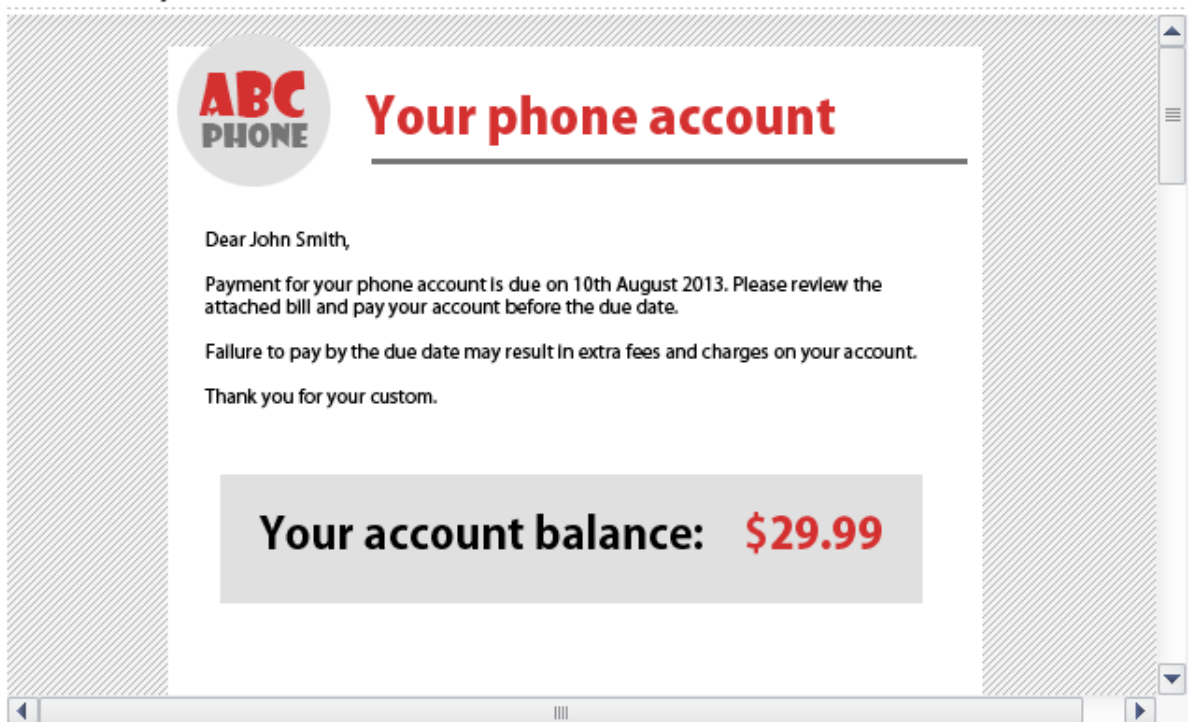 ABC
PHONE
Your phone account
Dear John Smith,
Payment for your phone account is due on 10th August 2013. Please review the
attached bill and pay your account before the due date.
Failure to pay by the due date may result in extra fees and charges on your account.
Thank you for your custom.
Your account balance: $29.99